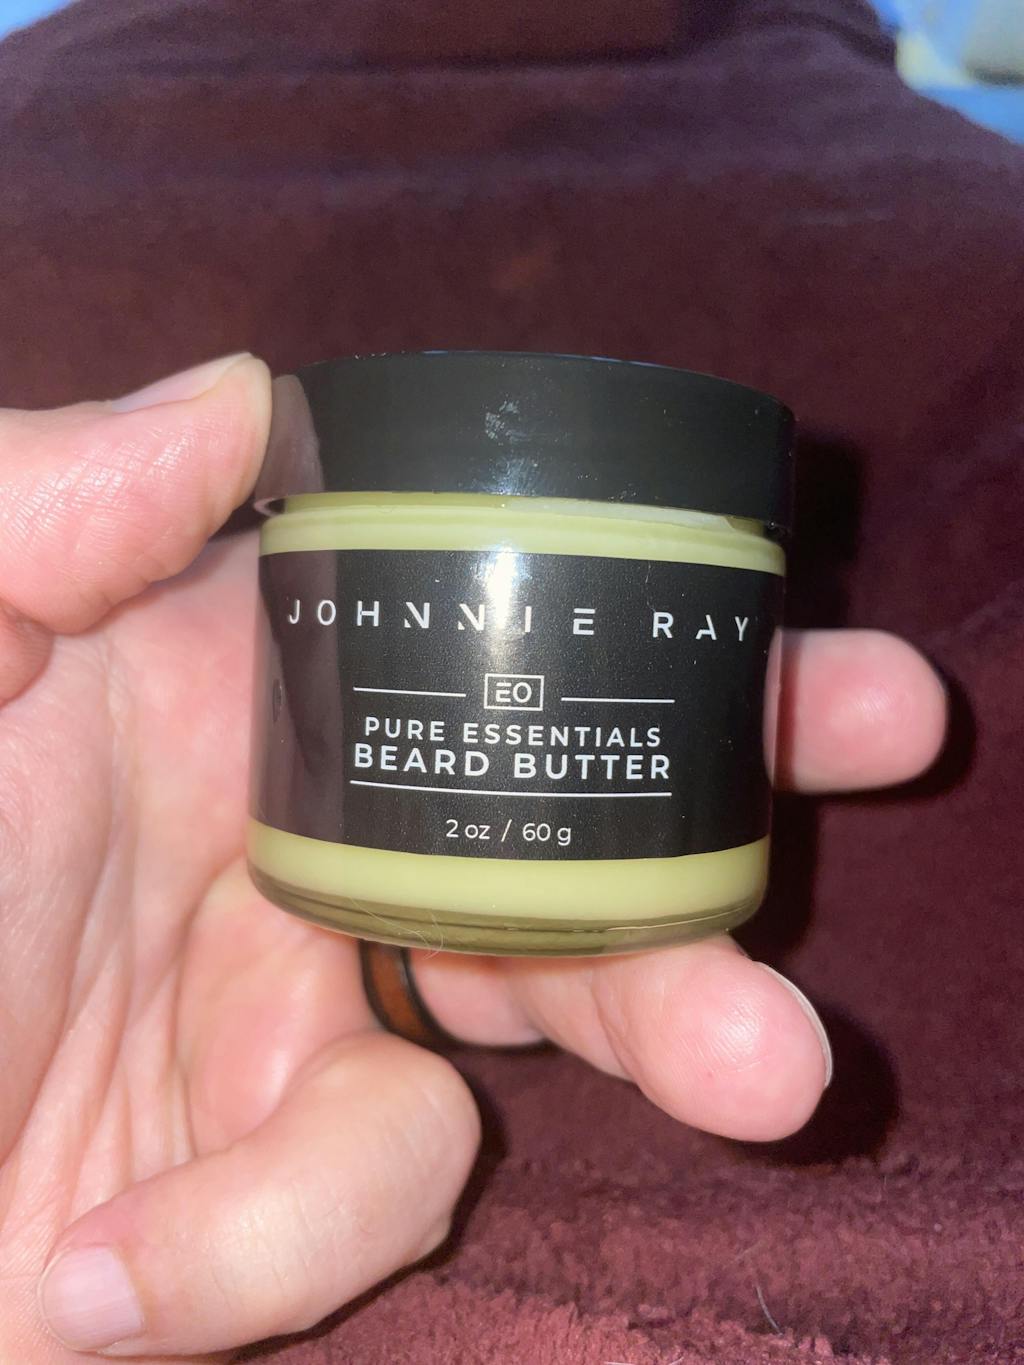 JOHNNIE RAY
EO
PURE ESSENTIALS
BEARD BUTTER
2 oz / 60 g